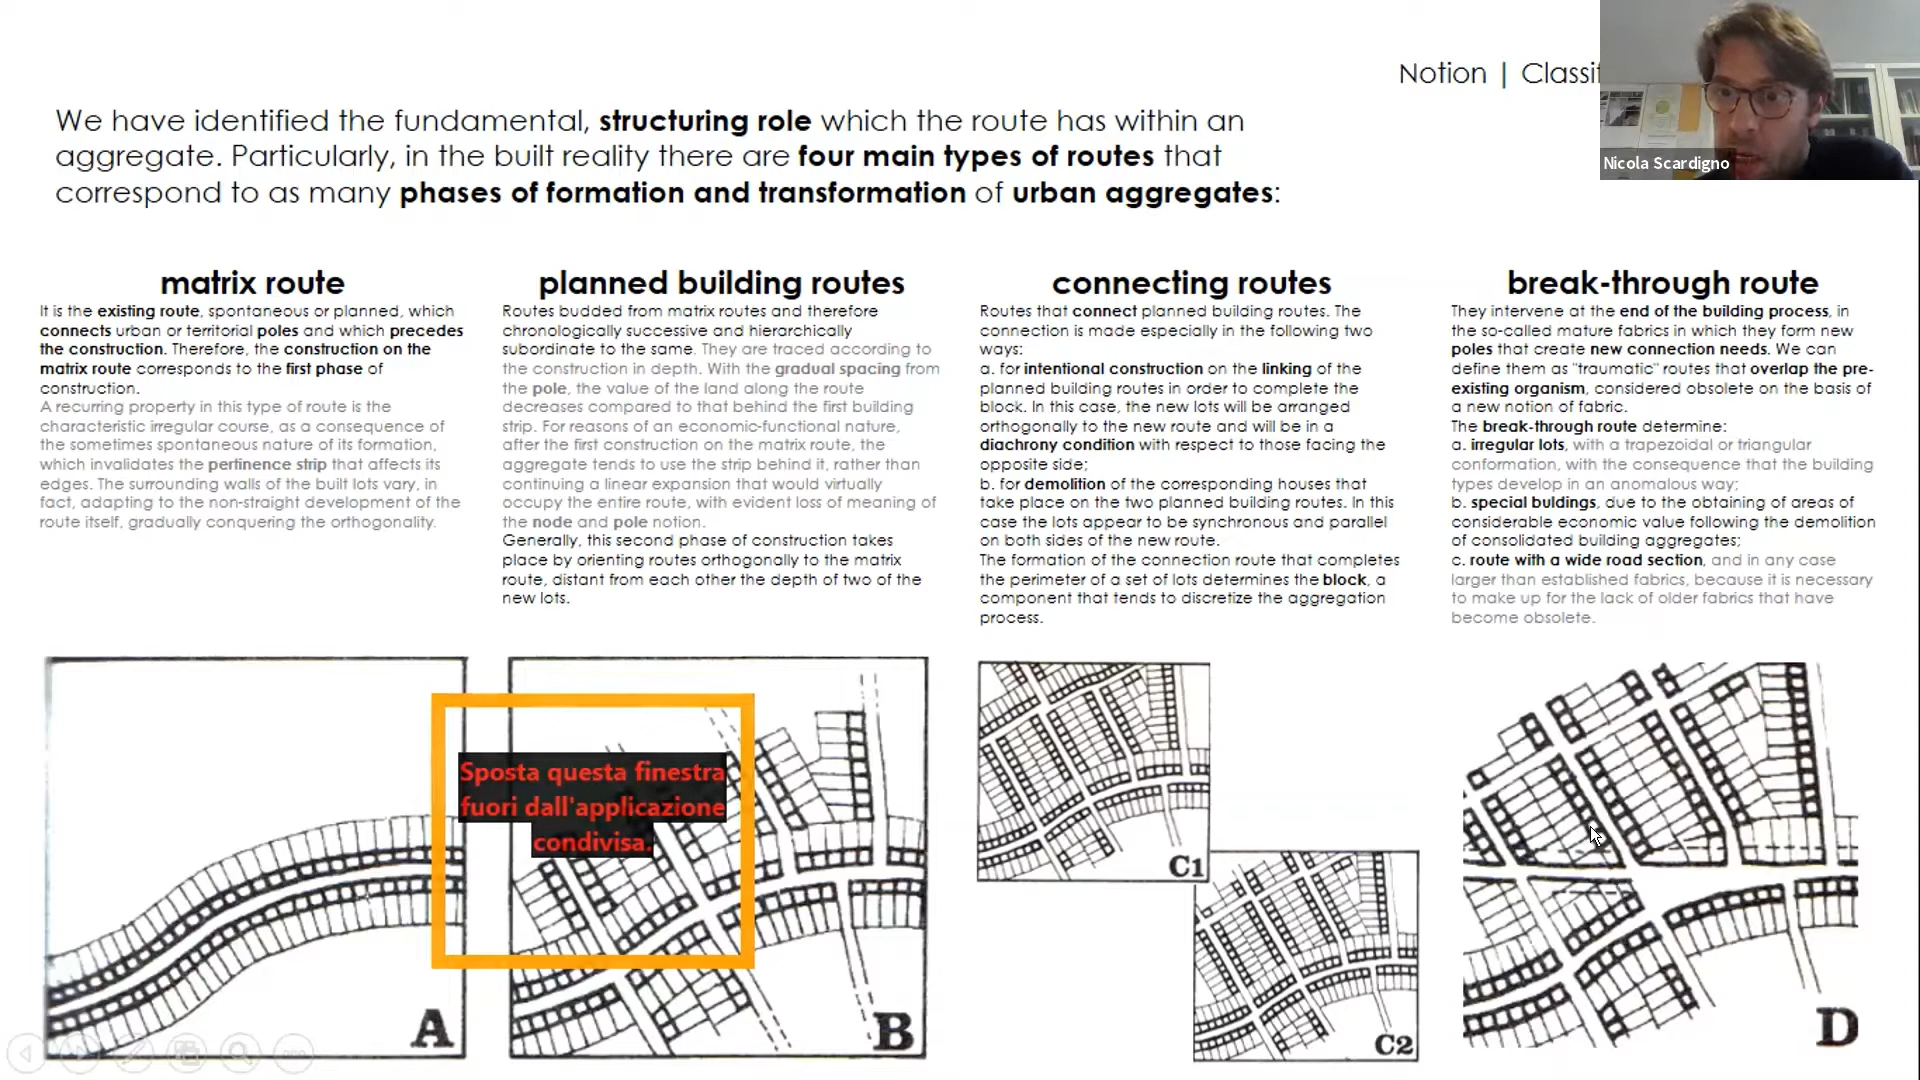 Notion | Classif
Nicola Scardigno
We have identified the fundamental, structuring role which the route has within an
aggregate. Particularly, in the built reality there are four main types of routes that
correspond to as many phases of formation and transformation of urban aggregates:
matrix route
It is the existing route, spontaneous or planned, which
connects urban or territorial poles and which precedes
the construction. Therefore, the construction on the
matrix route corresponds to the first phase of
construction.
A recurring property in this type of route is the
characteristic irregular course, as a consequence of
the sometimes spontaneous nature of its formation,
which invalidates the pertinence strip that affects its
edges. The surrounding walls of the built lots vary, in
fact, adapting to the non-straight development of the
route itself, gradually conquering the orthogonality.
planned building routes
Routes budded from matrix routes and therefore
chronologically successive and hierarchically
subordinate to the same. They are traced according to
the construction in depth. With the gradual spacing from
the pole, the value of the land along the route
decreases compared to that behind the first building
strip. For reasons of an economic-functional nature,
after the first construction on the matrix route, the
aggregate tends to use the strip behind it, rather than
continuing a linear expansion that would virtually
occupy the entire route, with evident loss of meaning of
the node and pole notion.
Generally, this second phase of construction takes
place by orienting routes orthogonally to the matrix
route, distant from each other the depth of two of the
new lots.
connecting routes
Routes that connect planned building routes. The
connection is made especially in the following two
ways:
a. for intentional construction on the linking of the
planned building routes in order to complete the
block. In this case, the new lots will be arranged
orthogonally to the new route and will be in a
diachrony condition with respect to those facing the
opposite side;
b. for demolition of the corresponding houses that
take place on the two planned building routes. In this
case the lots appear to be synchronous and parallel
on both sides of the new route.
The formation of the connection route that completes
the perimeter of a set of lots determines the block, a
component that tends to discretize the aggregation
process.
break-through route
They intervene at the end of the building process, in
the so-called mature fabrics in which they form new
poles that create new connection needs. We can
define them as "traumatic" routes that overlap the pre-
existing organism, considered obsolete on the basis of
a new notion of fabric.
The break-through route determine:
a. irregular lots, with a trapezoidal or triangular
conformation, with the consequence that the building
types develop in an anomalous way;
b. special buldings, due to the obtaining of areas of
considerable economic value following the demolition
of consolidated building aggregates;
c. route with a wide road section, and in any case
larger than established fabrics, because it is necessary
to make up for the lack of older fabrics that have
become obsolete.
Sposta questa finestra
fuori dall'applicazione
condivisa.
A
B
C1
C2
D